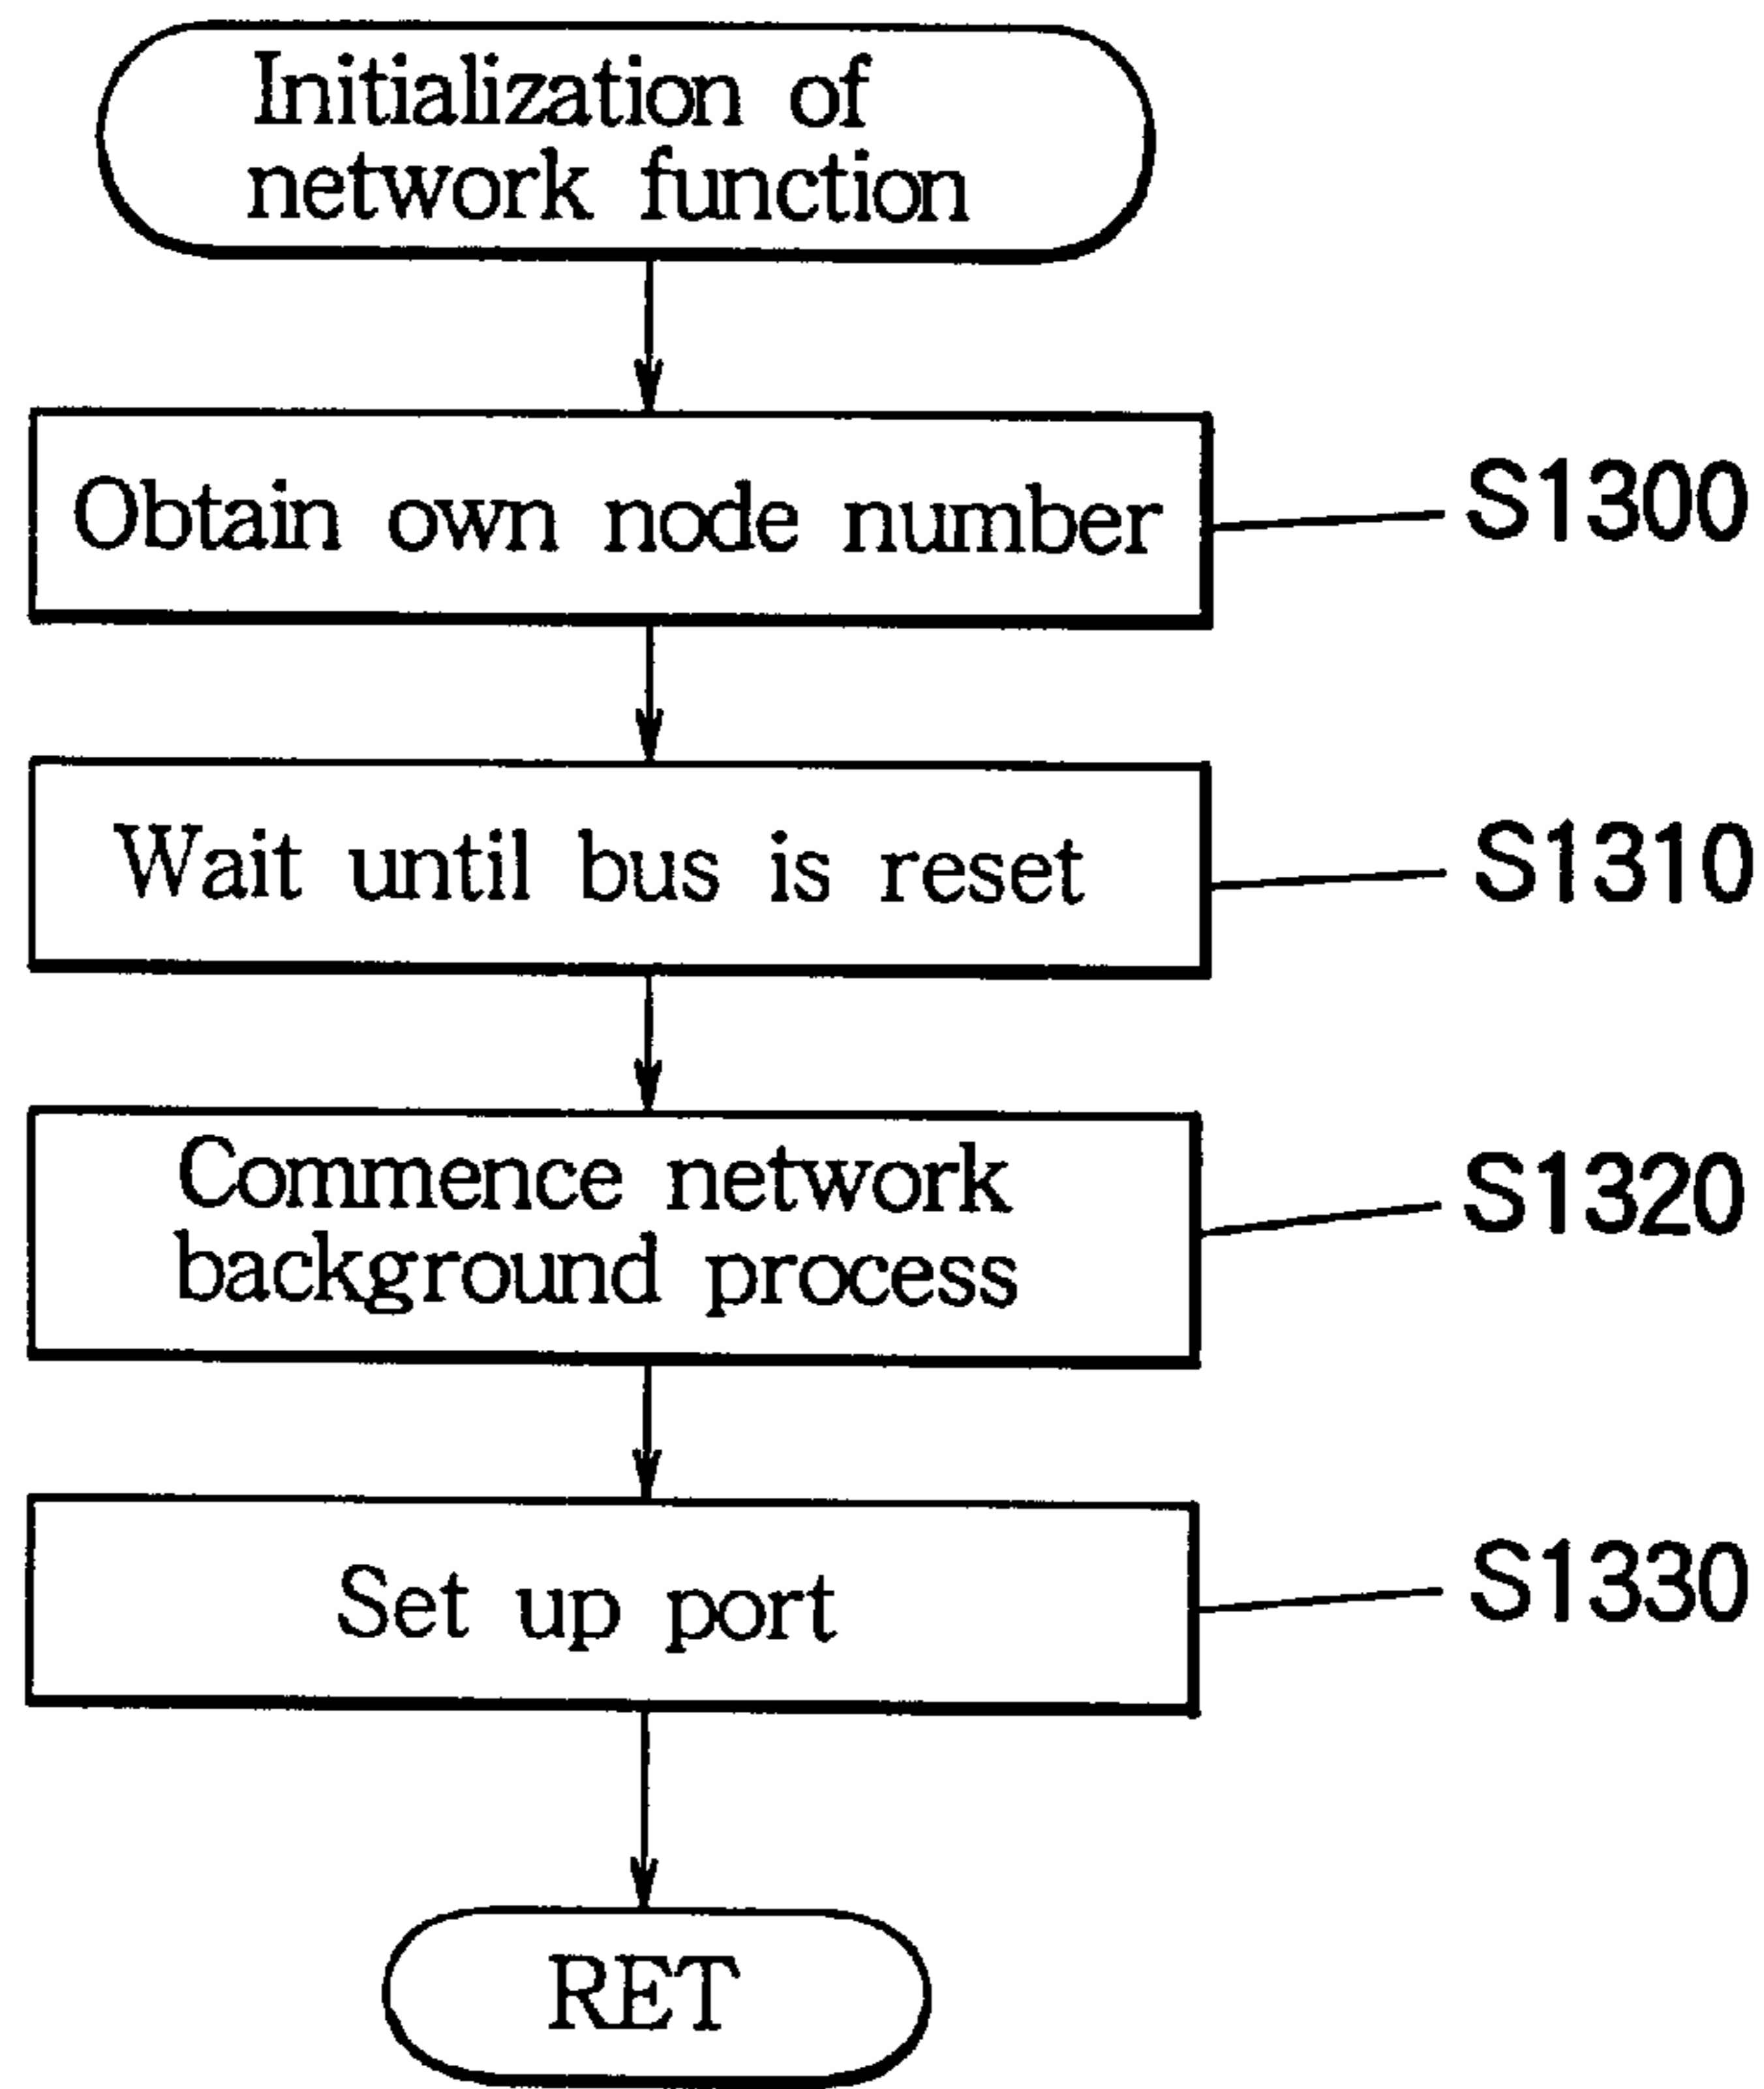 Initialization of
network function
Obtain own node number
S1300
Wait until bus is reset
S1310
Commence network
background process
S1320
Set up port
S1330
RET